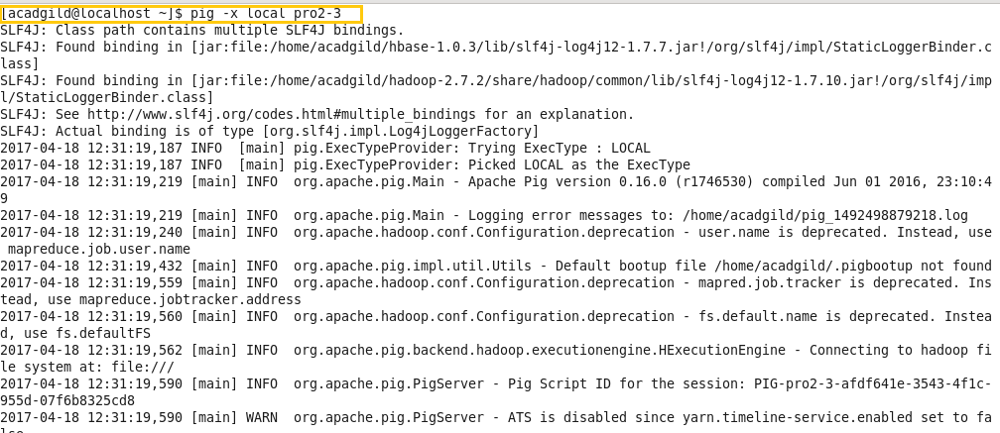 [acadgild@localhost ~]$ pig -x local pro2-3
SLF4J: Class path contains multiple SLF4J bindings.
SLF4J: Found binding in [jar:file:/home/acadgild/hbase-1.0.3/lib/slf4j-log4j12-1.7.7.jar!/org/slf4j/impl/StaticLoggerBinder.c
lass]
SLF4J: Found binding in [jar:file:/home/acadgild/hadoop-2.7.2/share/hadoop/common/lib/slf4j-log4j12-1.7.10.jar!/org/slf4j/imp
l/StaticLoggerBinder.class]
SLF4J: See http://www.slf4j.org/codes.html#multiple_bindings for an explanation.
SLF4J: Actual binding is of type [org.slf4j.impl.Log4jLoggerFactory]
2017-04-18 12:31:19,187 INFO  [main] pig.ExecTypeProvider: Trying ExecType : LOCAL
2017-04-18 12:31:19,187 INFO  [main] pig.ExecTypeProvider: Picked LOCAL as the ExecType
2017-04-18 12:31:19,219 [main] INFO  org.apache.pig.Main - Apache Pig version 0.16.0 (r1746530) compiled Jun 01 2016, 23:10:4
9
2017-04-18 12:31:19,219 [main] INFO  org.apache.pig.Main - Logging error messages to: /home/acadgild/pig_1492498879218.log
2017-04-18 12:31:19,240 [main] INFO  org.apache.hadoop.conf.Configuration.deprecation - user.name is deprecated. Instead, use
 mapreduce.job.user.name
2017-04-18 12:31:19,432 [main] INFO  org.apache.pig.impl.util.Utils - Default bootup file /home/acadgild/.pigbootup not found
2017-04-18 12:31:19,559 [main] INFO  org.apache.hadoop.conf.Configuration.deprecation - mapred.job.tracker is deprecated. Ins
tead, use mapreduce.jobtracker.address
2017-04-18 12:31:19,560 [main] INFO  org.apache.hadoop.conf.Configuration.deprecation - fs.default.name is deprecated. Instea
d, use fs.defaultFS
2017-04-18 12:31:19,562 [main] INFO  org.apache.pig.backend.hadoop.executionengine.HExecutionEngine - Connecting to hadoop fi
le system at: file:///
2017-04-18 12:31:19,590 [main] INFO  org.apache.pig.PigServer - Pig Script ID for the session: PIG-pro2-3-afdf641e-3543-4f1c-
955d-07f6b8325cd8
2017-04-18 12:31:19,590 [main] WARN  org.apache.pig.PigServer - ATS is disabled since yarn.timeline-service.enabled set to fa
lse